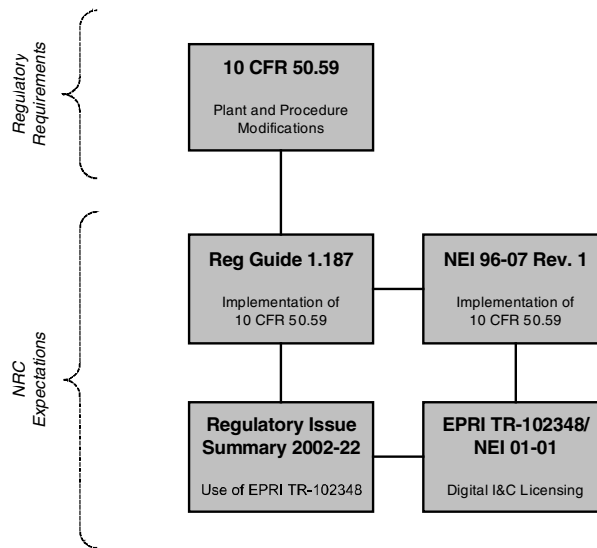 Regulatory
Requirements
10 CFR 50.59
Plant and Procedure
Modifications
NRC
Expectations
Reg Guide 1.187
Implementation of
10 CFR 50.59
NEI 96-07 Rev. 1
Implementation of
10 CFR 50.59
Regulatory Issue
Summary 2002-22
Use of EPRI TR-102348
EPRI TR-102348/
NEI 01-01
Digital I&C Licensing